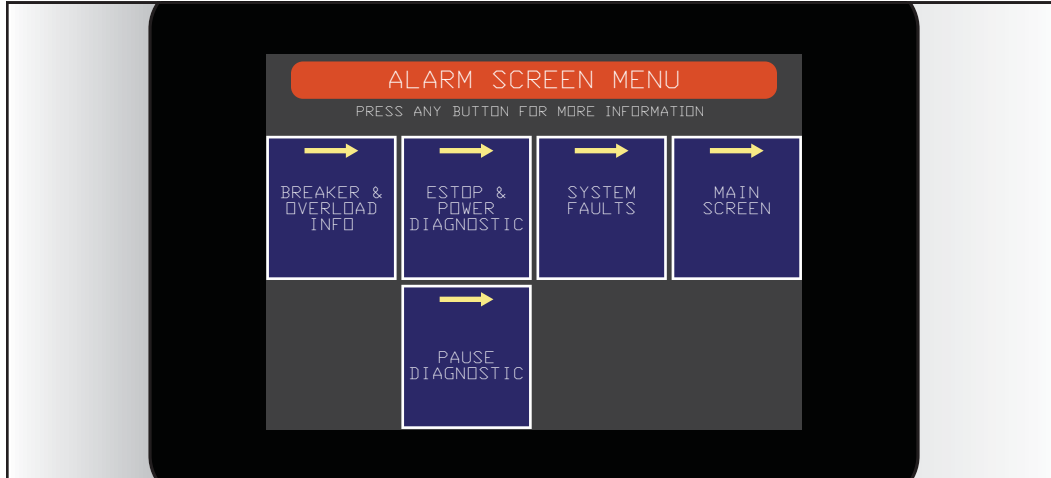 ALARM SCREEN MENU
PRESS ANY BUTTON FOR MORE INFORMATION
BREAKER &
OVERLOAD
INFO
ESTOP &
POWER
DIAGNOSTIC
SYSTEM
FAULTS
MAIN
SCREEN
PAUSE
DIAGNOSTIC